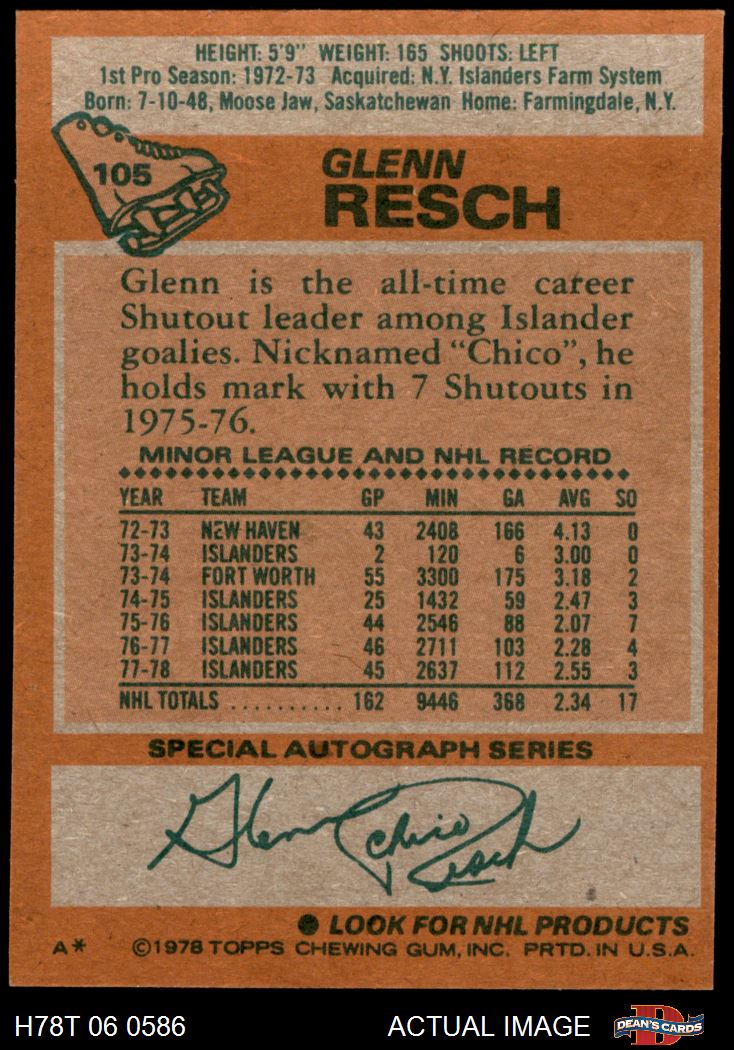 HEIGHT: 5'9" WEIGHT: 165 SHOOTS: LEFT
1st Pro Season: 1972-73 Acquired: N.Y. Islanders Farm System
Born: 7-10-48, Moose Jaw, Saskatchewan Home: Farmingdale, N.Y.
105
GLENN
RESCH
Glenn is the all-time career
Shutout leader among Islander
goalies. Nicknamed "Chico", he
holds mark with 7 Shutouts in
1975-76.
MINOR LEAGUE AND NHL RECORD
YEAR TEAM GP MIN GA AVG SO
72-73 NEW HAVEN 43 2408 166 4.13 0
73-74 ISLANDERS 2 120 6 3.00 0
73-74 FORT WORTH 55 3300 175 3.18 2
74-75 ISLANDERS 25 1432 59 2.47 3
75-76 ISLANDERS 44 2546 88 2.07 7
76-77 ISLANDERS 46 2711 103 2.28 4
77-78 ISLANDERS 45 2637 112 2.55 3
NHL TOTALS .......... 162 9446 368 2.34 17
SPECIAL AUTOGRAPH SERIES
Glenn Chico Resch
● LOOK FOR NHL PRODUCTS
A* ©1978 TOPPS CHEWING GUM, INC. PRTD. IN U.S.A.
H78T 06 0586 ACTUAL IMAGE D DEAN'S CARDS